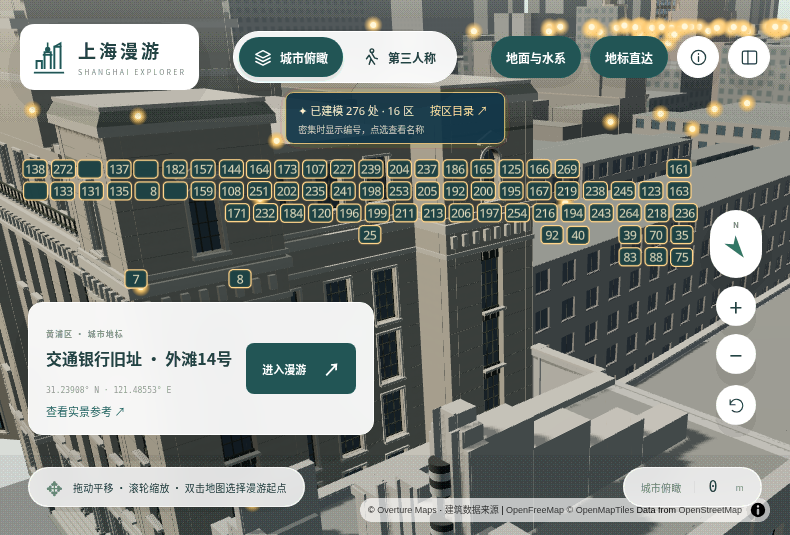 上海漫游
SHANGHAI EXPLORER
城市俯瞰
第三人称
地面与水系
地标直达
✦ 已建模 276 处 · 16 区 按区目录 ↗
密集时显示编号，点选查看名称
138 272 137 182 157 144 164 173 107 227 239 204 237 186 165 125 166 269 161
133 131 135 8 159 108 251 202 235 241 198 253 205 192 200 195 167 219 238 245 123 163
171 232 184 120 196 199 211 213 206 197 254 216 194 243 264 218 236
25 92 40 39 70 35
83 88 75
7 8
N
黄浦区 · 城市地标
交通银行旧址 · 外滩14号
进入漫游 ↗
31.23908° N · 121.48553° E
查看实景参考 ↗
拖动平移 · 滚轮缩放 · 双击地图选择漫游起点
城市俯瞰 0 m
© Overture Maps · 建筑数据来源 | OpenFreeMap © OpenMapTiles Data from OpenStreetMap